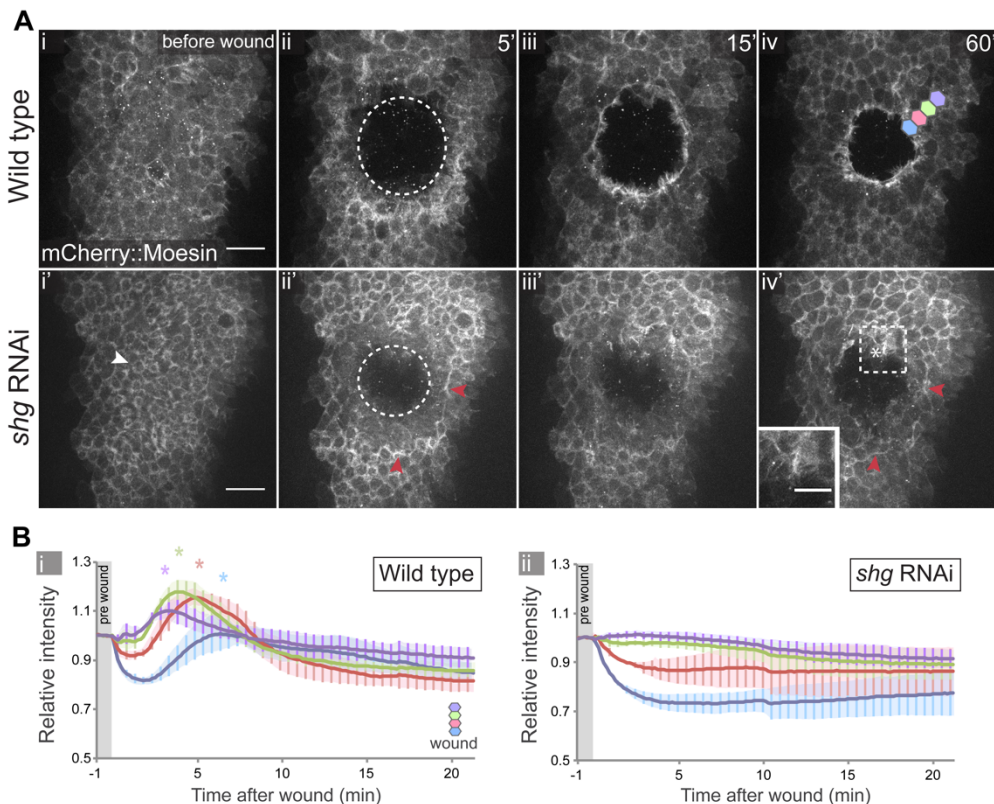 A
i
before wound
ii
5'
iii
15'
iv
60'
Wild type
mCherry::Moesin
i'
ii'
iii'
iv'
*
shg RNAi
B
i
Wild type
ii
shg RNAi
pre wound
pre wound
* * * *
Relative intensity
1.3
1.1
0.9
0.7
0.5
-1
5
10
15
20
wound
Time after wound (min)
Relative intensity
1.3
1.1
0.9
0.7
0.5
-1
5
10
15
20
Time after wound (min)